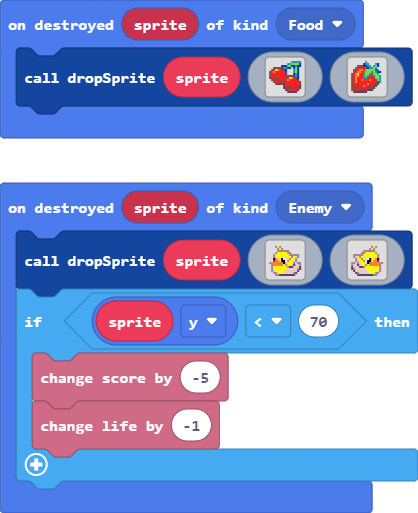 on destroyed sprite of kind Food
call dropSprite sprite
on destroyed sprite of kind Enemy
call dropSprite sprite
if sprite y < 70 then
change score by -5
change life by -1